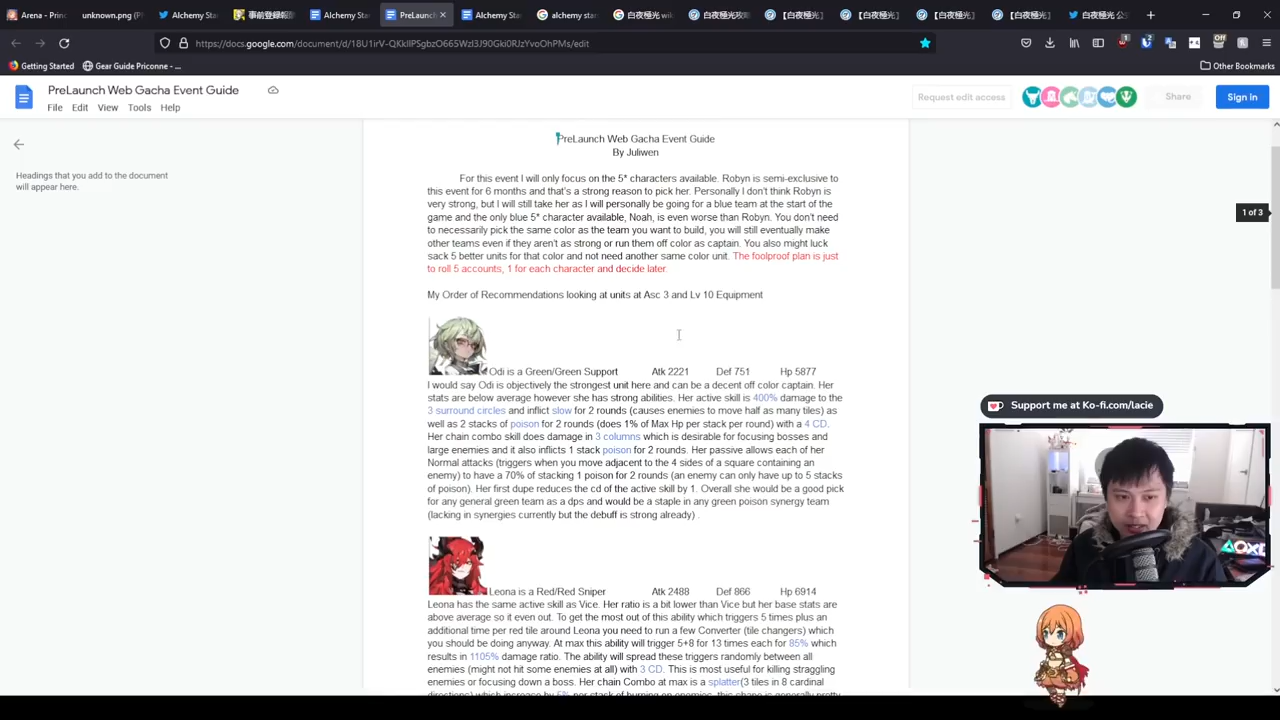 Arena - Princ
unknown.png (PN
Alchemy Star
事前登録報
Alchemy Star
PreLaunch
Alchemy Star
alchemy star
白夜極光 wik
【白夜極光】
【白夜極光】
【白夜極光】
【白夜極光】
白夜極光 公
https://docs.google.com/document/d/18U1irV-QKklIPSgbzO665Wzl3J90Gki0RJzYvoOhPMs/edit
Getting Started
Gear Guide Priconne - ...
Other Bookmarks
PreLaunch Web Gacha Event Guide
File Edit View Tools Help
Request edit access
Share
Sign in
Headings that you add to the document
will appear here.
1 of 3
PreLaunch Web Gacha Event Guide
By Juliwen
For this event I will only focus on the 5* characters available. Robyn is semi-exclusive to
this event for 6 months and that's a strong reason to pick her. Personally I don't think Robyn is
very strong, but I will still take her as I will personally be going for a blue team at the start of the
game and the only blue 5* character available, Noah, is even worse than Robyn. You don't need
to necessarily pick the same color as the team you want to build, you will still eventually make
other teams even if they aren't as strong or run them off color as captain. You also might luck
sack 5 better units for that color and not need another same color unit. The foolproof plan is just
to roll 5 accounts, 1 for each character and decide later.
My Order of Recommendations looking at units at Asc 3 and Lv 10 Equipment
Odi is a Green/Green Support Atk 2221 Def 751 Hp 5877
I would say Odi is objectively the strongest unit here and can be a decent off color captain. Her
stats are below average however she has strong abilities. Her active skill is 400% damage to the
3 surround circles and inflict slow for 2 rounds (causes enemies to move half as many tiles) as
well as 2 stacks of poison for 2 rounds (does 1% of Max Hp per stack per round) with a 4 CD.
Her chain combo skill does damage in 3 columns which is desirable for focusing bosses and
large enemies and it also inflicts 1 stack poison for 2 rounds. Her passive allows each of her
Normal attacks (triggers when you move adjacent to the 4 sides of a square containing an
enemy) to have a 70% of stacking 1 poison for 2 rounds (an enemy can only have up to 5 stacks
of poison). Her first dupe reduces the cd of the active skill by 1. Overall she would be a good pick
for any general green team as a dps and would be a staple in any green poison synergy team
(lacking in synergies currently but the debuff is strong already) .
Leona is a Red/Red Sniper Atk 2488 Def 866 Hp 6914
Leona has the same active skill as Vice. Her ratio is a bit lower than Vice but her base stats are
above average so it even out. To get the most out of this ability which triggers 5 times plus an
additional time per red tile around Leona you need to run a few Converter (tile changers) which
you should be doing anyway. At max this ability will trigger 5+8 for 13 times each for 85% which
results in 1105% damage ratio. The ability will spread these triggers randomly between all
enemies (might not hit some enemies at all) with 3 CD. This is most useful for killing straggling
enemies or focusing down a boss. Her chain Combo at max is a splatter(3 tiles in 8 cardinal
directions) which increase by 5% per stack of burning on enemies, this shape is generally pretty
Support me at Ko-fi.com/lacie